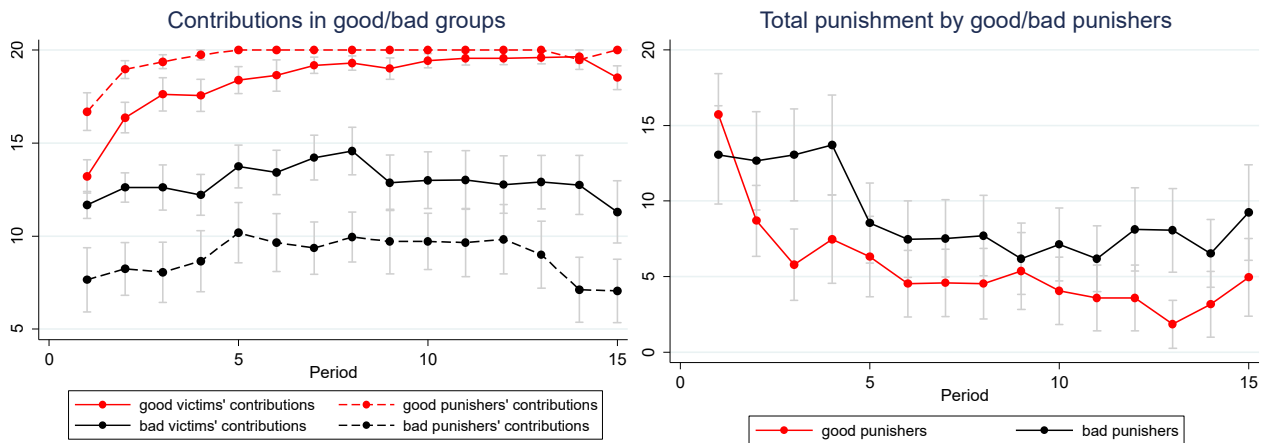 Contributions in good/bad groups
20
15
10
5
0 5 10 15
Period
good victims' contributions good punishers' contributions
bad victims' contributions bad punishers' contributions
Total punishment by good/bad punishers
20
15
10
5
0
0 5 10 15
Period
good punishers bad punishers